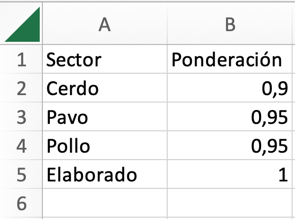 A B
1 Sector Ponderación
2 Cerdo 0,9
3 Pavo 0,95
4 Pollo 0,95
5 Elaborado 1
6